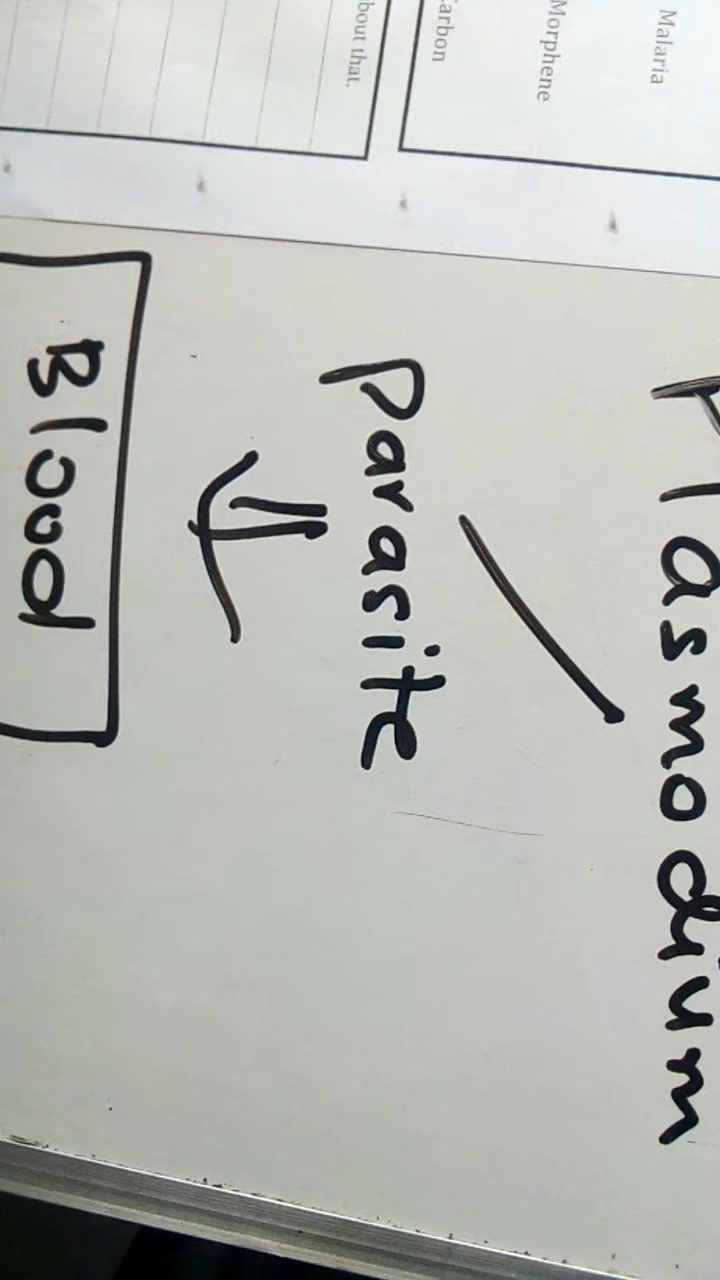 Malaria
Morphene
Carbon
bout that.
Plasmodium
Parasite
Blood